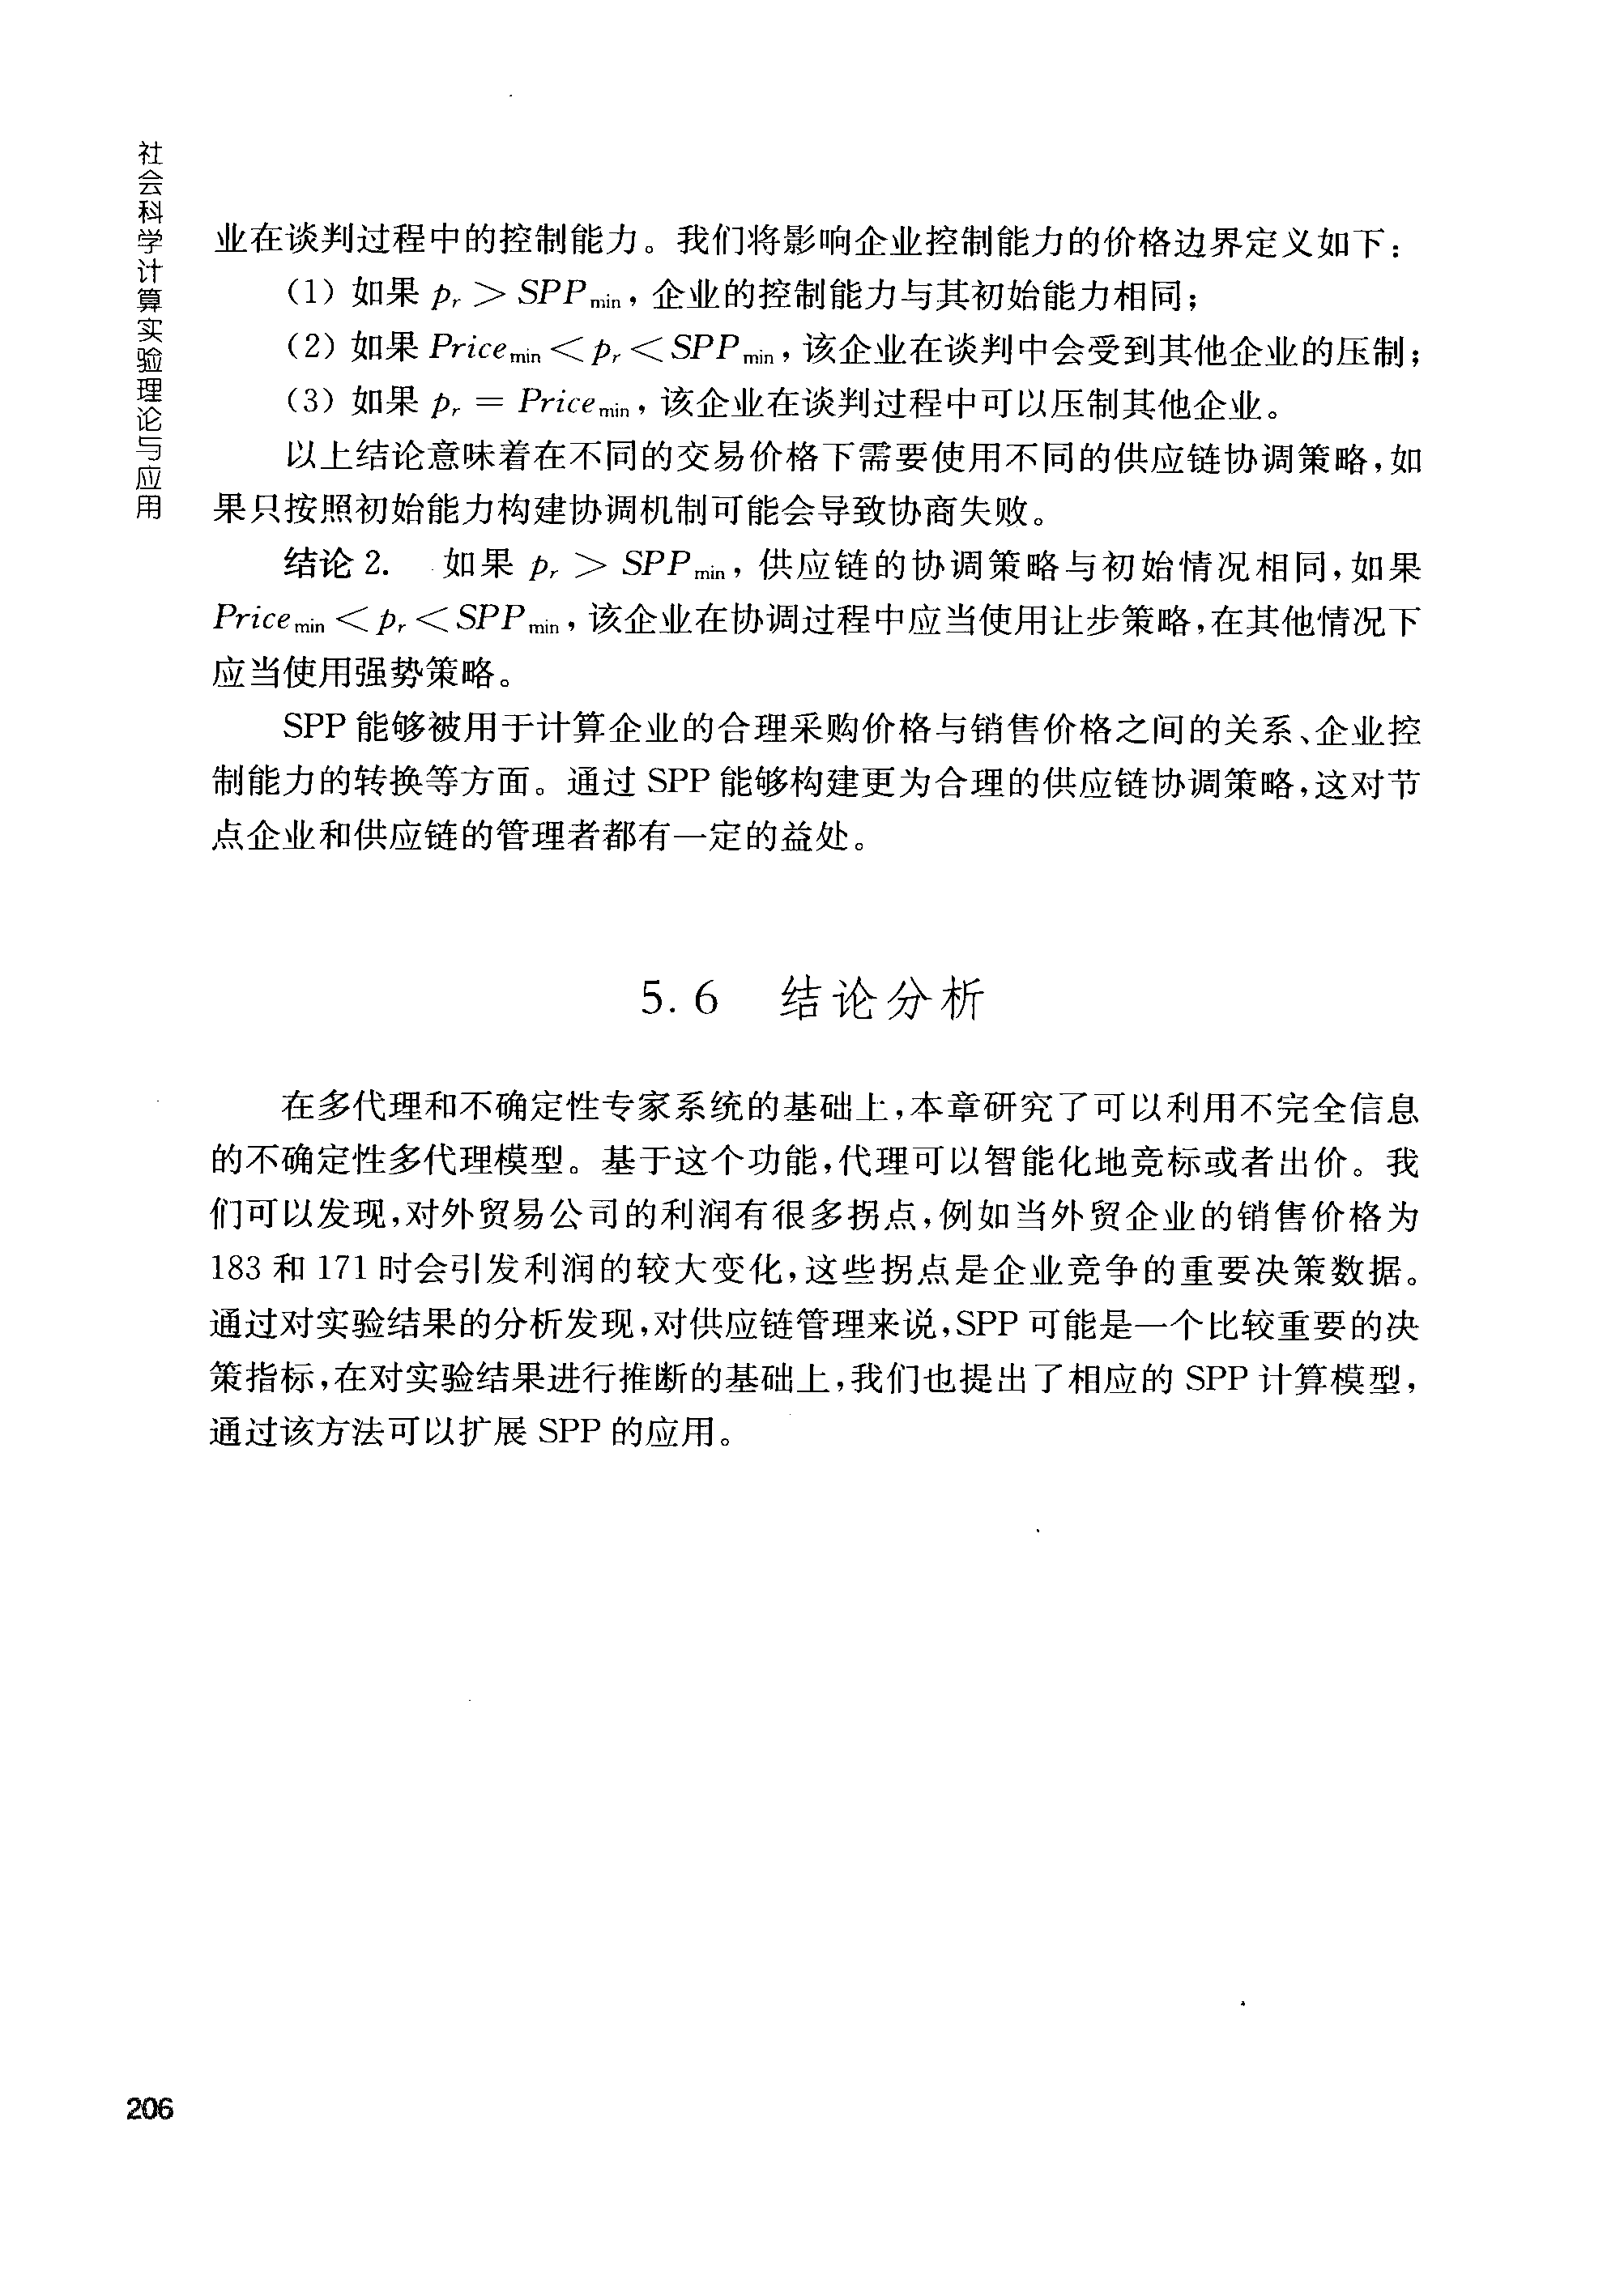 社会科学计算实验理论与应用
业在谈判过程中的控制能力。我们将影响企业控制能力的价格边界定义如下：
（1）如果 pr > SPPmin，企业的控制能力与其初始能力相同；
（2）如果 Pricemin < pr < SPPmin，该企业在谈判中会受到其他企业的压制；
（3）如果 pr = Pricemin，该企业在谈判过程中可以压制其他企业。
以上结论意味着在不同的交易价格下需要使用不同的供应链协调策略，如
果只按照初始能力构建协调机制可能会导致协商失败。
结论 2. 如果 pr > SPPmin，供应链的协调策略与初始情况相同，如果
Pricemin < pr < SPPmin，该企业在协调过程中应当使用让步策略，在其他情况下
应当使用强势策略。
SPP 能够被用于计算企业的合理采购价格与销售价格之间的关系、企业控
制能力的转换等方面。通过 SPP 能够构建更为合理的供应链协调策略，这对节
点企业和供应链的管理者都有一定的益处。
5.6 结论分析
在多代理和不确定性专家系统的基础上，本章研究了可以利用不完全信息
的不确定性多代理模型。基于这个功能，代理可以智能化地竞标或者出价。我
们可以发现，对外贸易公司的利润有很多拐点，例如当外贸企业的销售价格为
183 和 171 时会引发利润的较大变化，这些拐点是企业竞争的重要决策数据。
通过对实验结果的分析发现，对供应链管理来说，SPP 可能是一个比较重要的决
策指标，在对实验结果进行推断的基础上，我们也提出了相应的 SPP 计算模型，
通过该方法可以扩展 SPP 的应用。
206